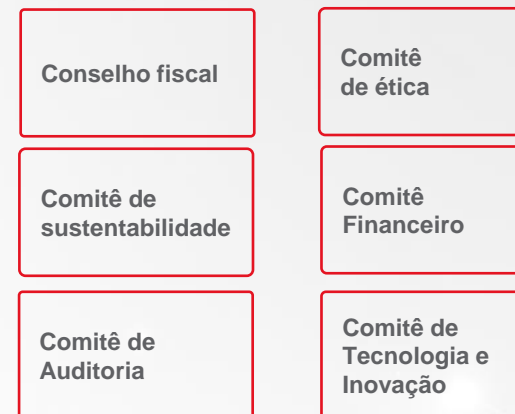 Conselho fiscal
Comitê
de ética
Comitê de
sustentabilidade
Comitê
Financeiro
Comitê de
Auditoria
Comitê de
Tecnologia e
Inovação